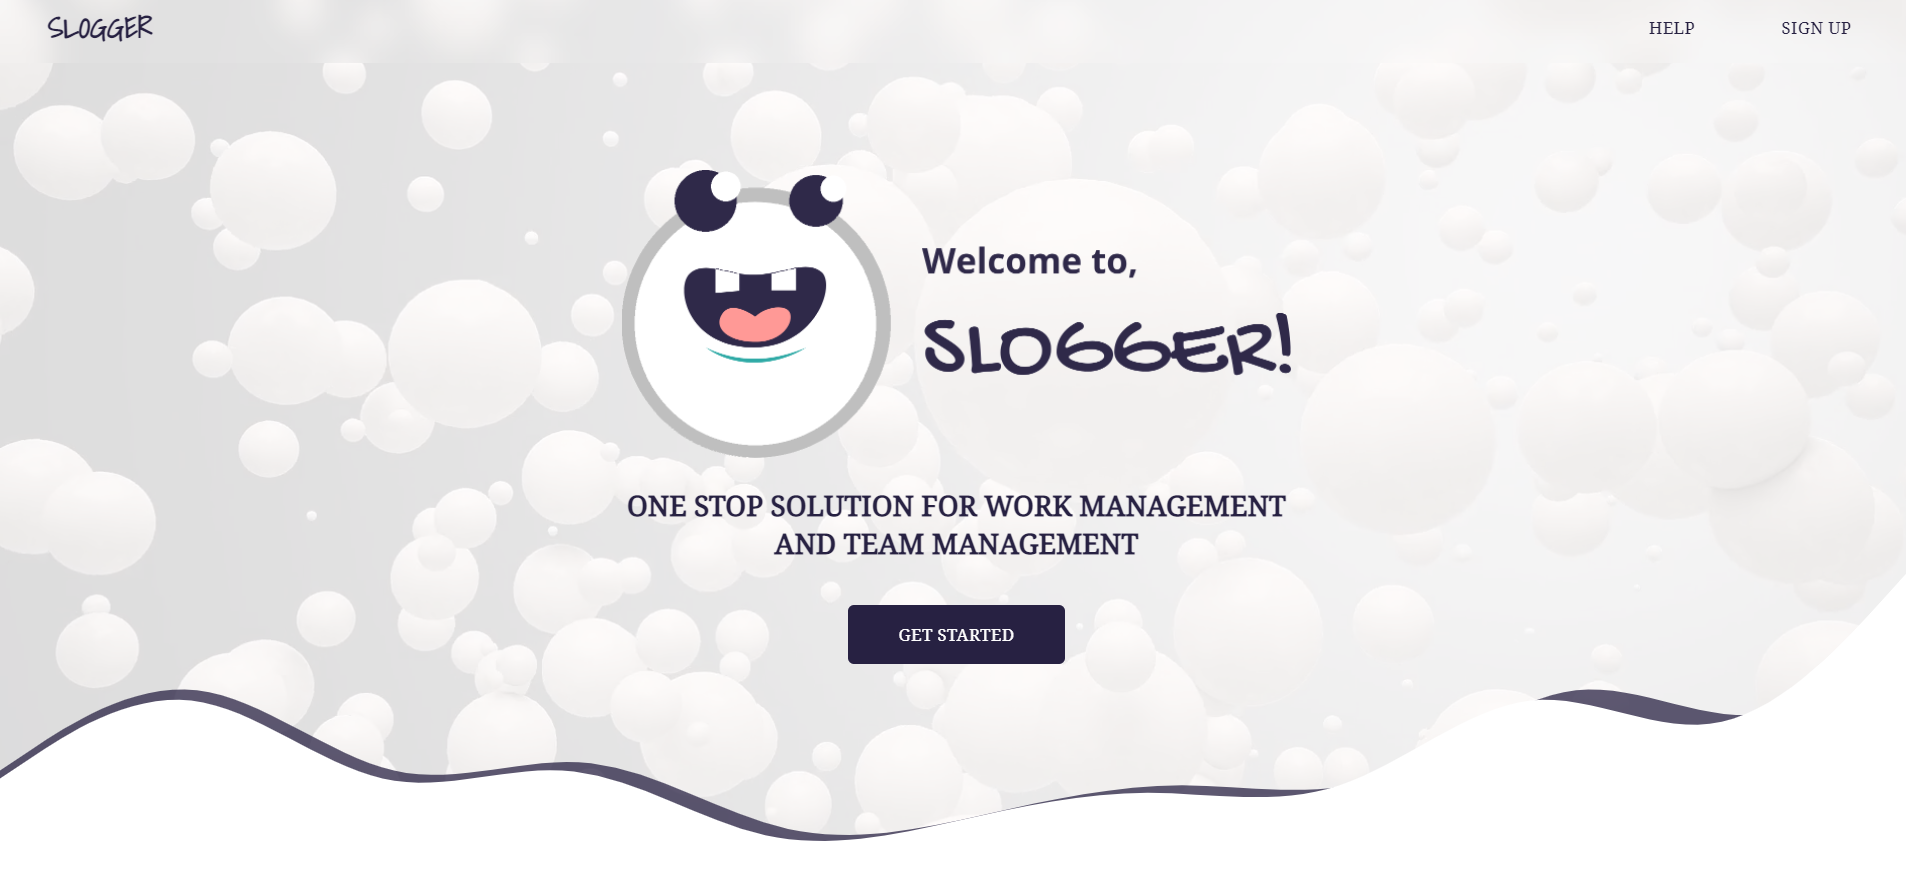 SLOGGER
HELP
SIGN UP
Welcome to,
SLOGGER!
ONE STOP SOLUTION FOR WORK MANAGEMENT
AND TEAM MANAGEMENT
GET STARTED